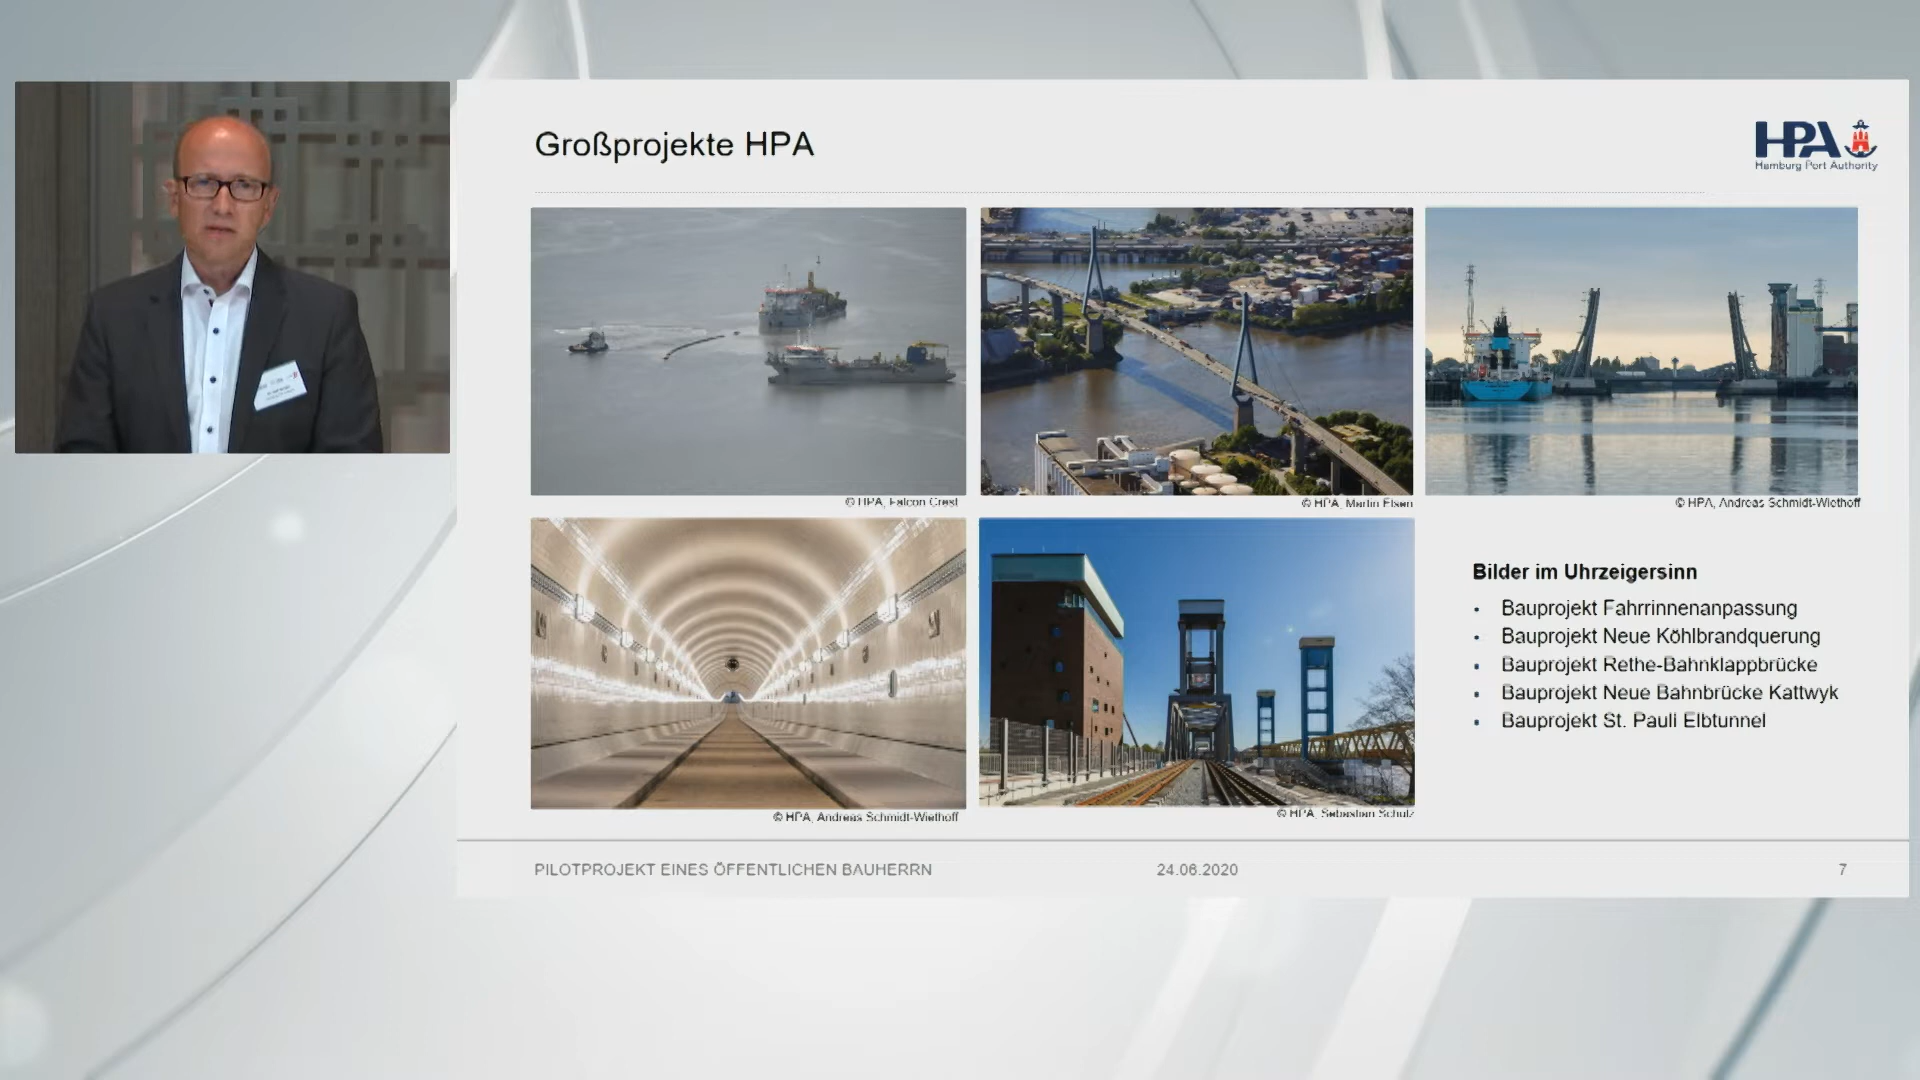 Großprojekte HPA
HPA
Hamburg Port Authority
© HPA, Falcon Crest
© HPA, Martin Elsen
© HPA, Andreas Schmidt-Wiethoff
© HPA, Andreas Schmidt-Wiethoff
© HPA, Sebastian Schulz
Bilder im Uhrzeigersinn
• Bauprojekt Fahrrinnenanpassung
• Bauprojekt Neue Köhlbrandquerung
• Bauprojekt Rethe-Bahnklappbrücke
• Bauprojekt Neue Bahnbrücke Kattwyk
• Bauprojekt St. Pauli Elbtunnel
PILOTPROJEKT EINES ÖFFENTLICHEN BAUHERRN
24.06.2020
7